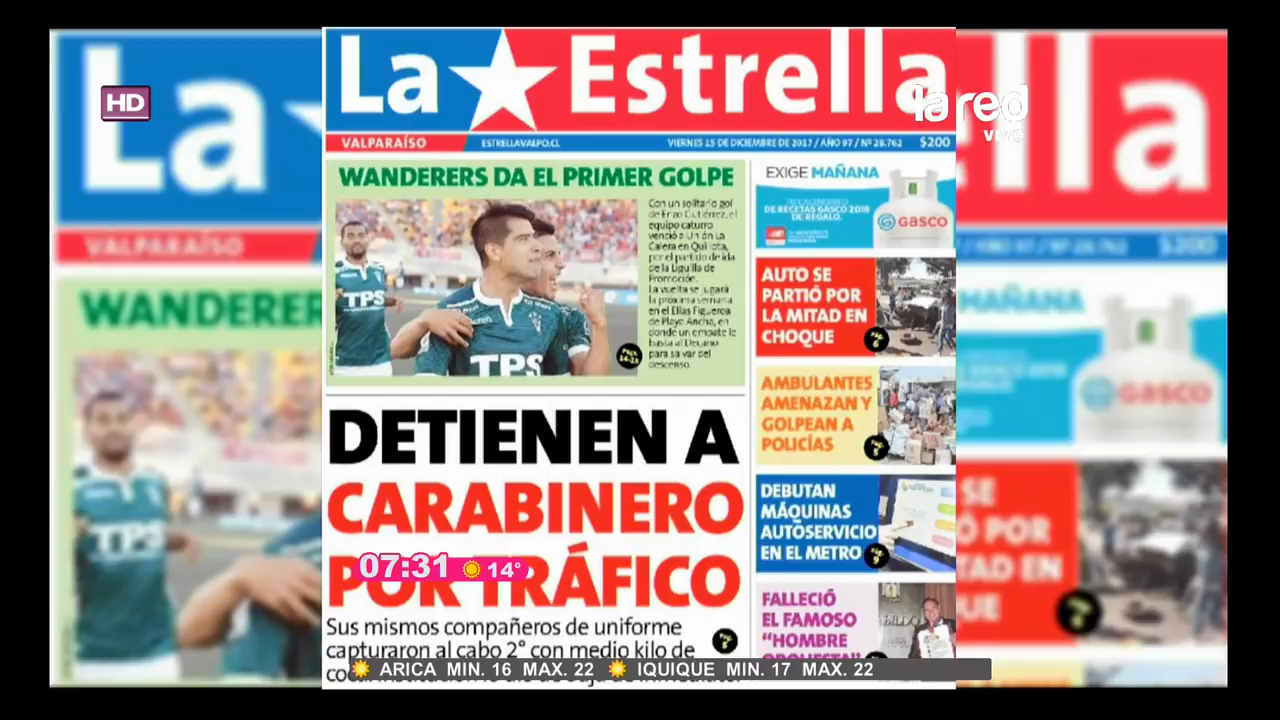 La Estrella
HD
la red
VIVO
VALPARAÍSO
ESTRELLAVALPO.CL
VIERNES 15 DE DICIEMBRE DE 2017 / AÑO 97 / Nº 28.762
$200
WANDERERS DA EL PRIMER GOLPE
Con un solitario gol
de Enzo Gutiérrez, el
equipo caturro
venció a Unión La
Calera en Quillota,
por el partido de ida
de la Liguilla de
Promoción.
La vuelta se jugará
la próxima semana
en el Elías Figueroa
de Playa Ancha, en
donde un empate le
basta al Decano
para salvar del
descenso.
TPS
TPS
EXIGE MAÑANA
DE RECETAS GASCO 2018
DE REGALO.
GASCO
AUTO SE
PARTIÓ POR
LA MITAD EN
CHOQUE
AMBULANTES
AMENAZAN Y
GOLPEAN A
POLICÍAS
DEBUTAN
MÁQUINAS
AUTOSERVICIO
EN EL METRO
FALLECIÓ
EL FAMOSO
"HOMBRE
DETIENEN A
CARABINERO
POR TRÁFICO
07:31 14°
Sus mismos compañeros de uniforme
capturaron al cabo 2° con medio kilo de
ARICA MIN. 16 MAX. 22 IQUIQUE MIN. 17 MAX. 22